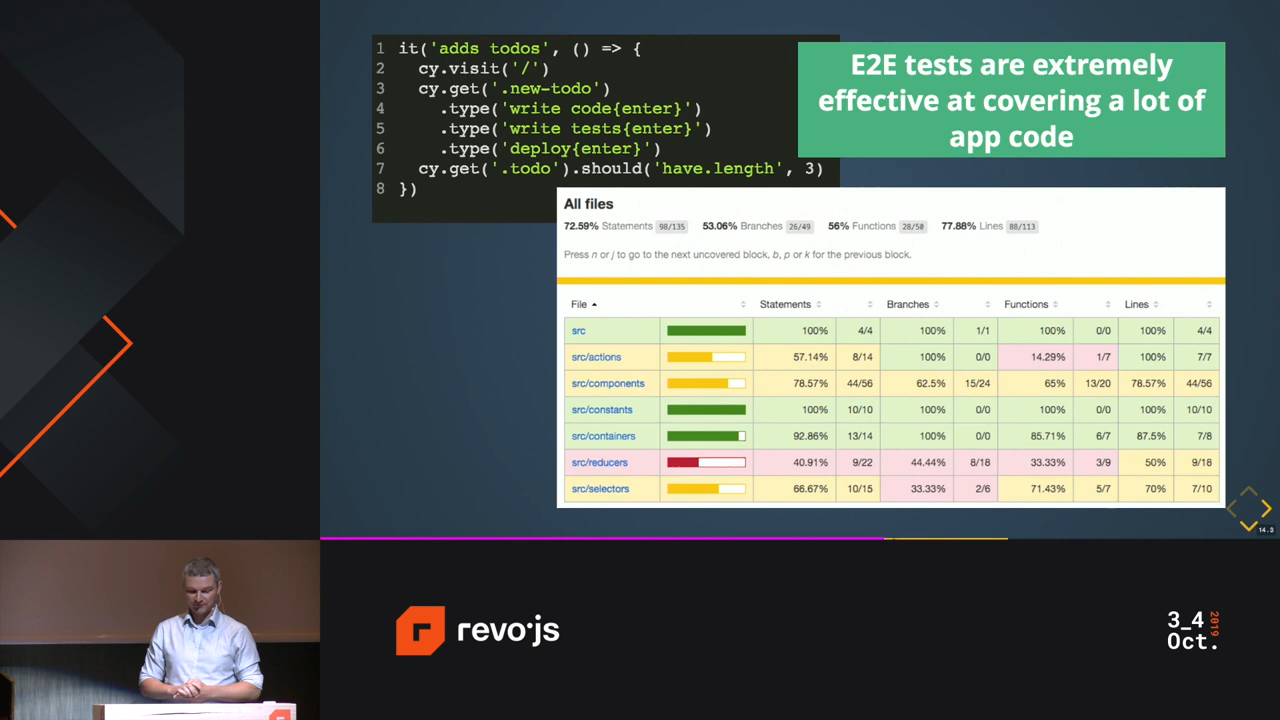 1 it('adds todos', () => {
2 cy.visit('/')
3 cy.get('.new-todo')
4 .type('write code{enter}')
5 .type('write tests{enter}')
6 .type('deploy{enter}')
7 cy.get('.todo').should('have.length', 3)
8 })
E2E tests are extremely
effective at covering a lot of
app code
All files
72.59% Statements 98/135 53.06% Branches 26/49 56% Functions 28/50 77.88% Lines 88/113
Press n or j to go to the next uncovered block, b, p or k for the previous block.
File Statements Branches Functions Lines
src 100% 4/4 100% 1/1 100% 0/0 100% 4/4
src/actions 57.14% 8/14 100% 0/0 14.29% 1/7 100% 7/7
src/components 78.57% 44/56 62.5% 15/24 65% 13/20 78.57% 44/56
src/constants 100% 10/10 100% 0/0 100% 0/0 100% 10/10
src/containers 92.86% 13/14 100% 0/0 85.71% 6/7 87.5% 7/8
src/reducers 40.91% 9/22 44.44% 8/18 33.33% 3/9 50% 9/18
src/selectors 66.67% 10/15 33.33% 2/6 71.43% 5/7 70% 7/10
14.3
r revo·js
3_4 2019
Oct.